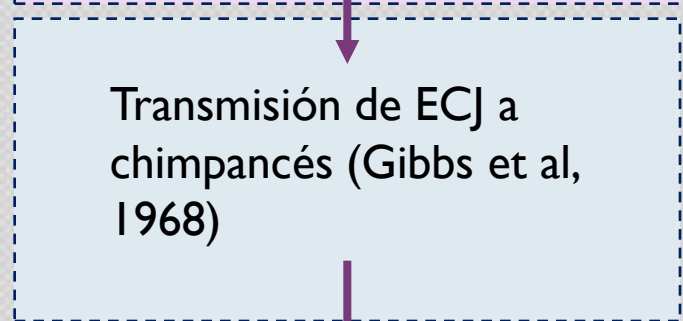 Transmisión de ECJ a
chimpancés (Gibbs et al,
1968)